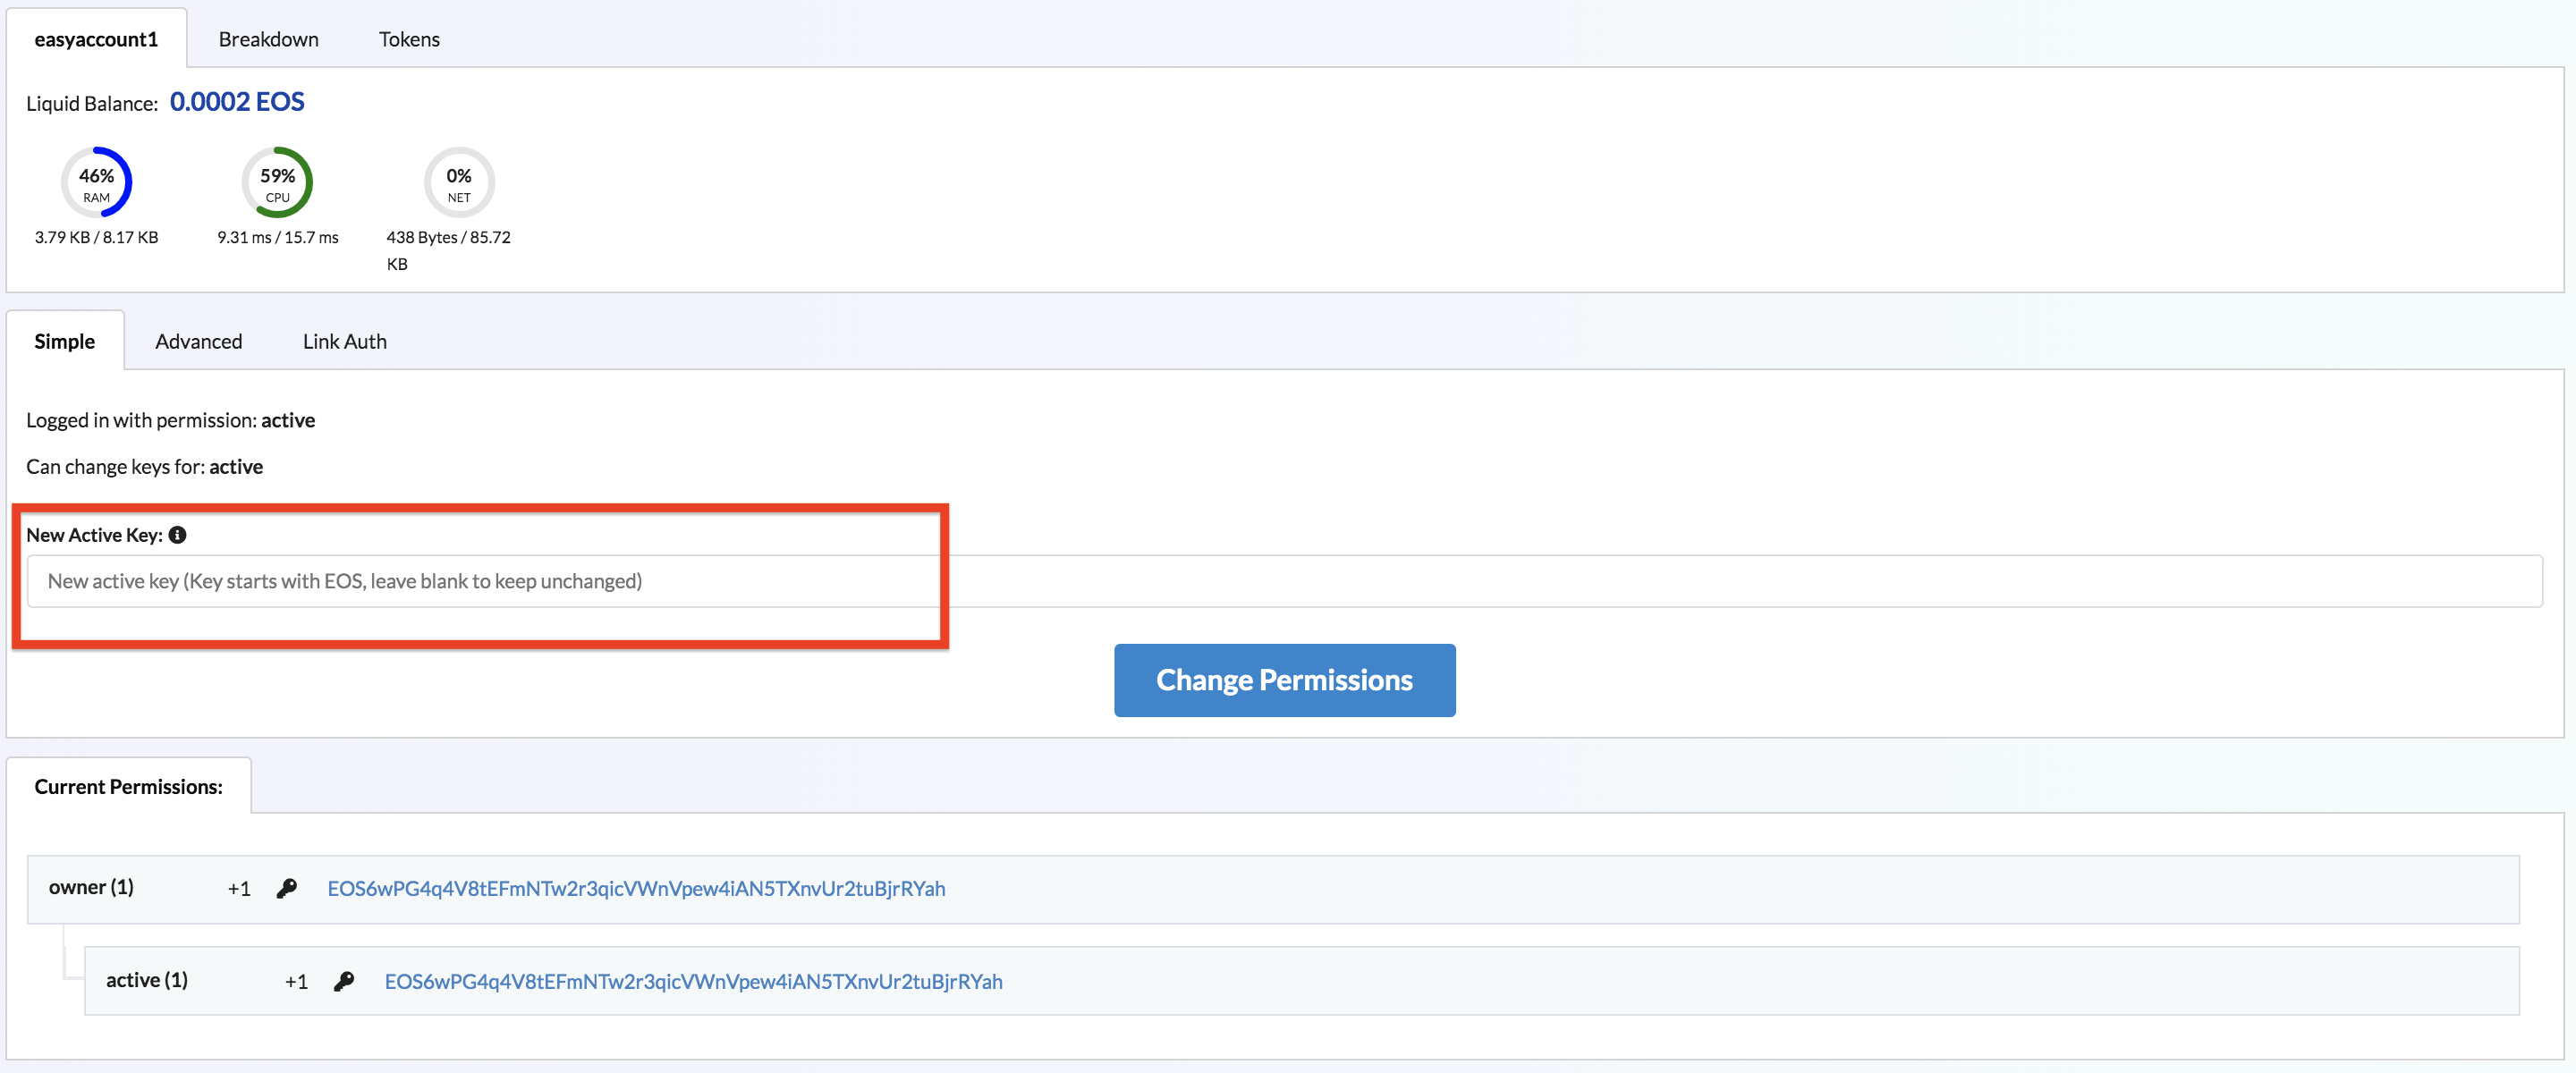 easyaccount1 Breakdown Tokens
Liquid Balance: 0.0002 EOS
46% 59% 0%
RAM CPU NET
3.79 KB / 8.17 KB 9.31 ms / 15.7 ms 438 Bytes / 85.72
KB
Simple Advanced Link Auth
Logged in with permission: active
Can change keys for: active
New Active Key:
New active key (Key starts with EOS, leave blank to keep unchanged)
Change Permissions
Current Permissions:
owner (1) +1 EOS6wPG4q4V8tEFmNTw2r3qicVWnVpew4iAN5TXnvUr2tuBjrRYah
active (1) +1 EOS6wPG4q4V8tEFmNTw2r3qicVWnVpew4iAN5TXnvUr2tuBjrRYah